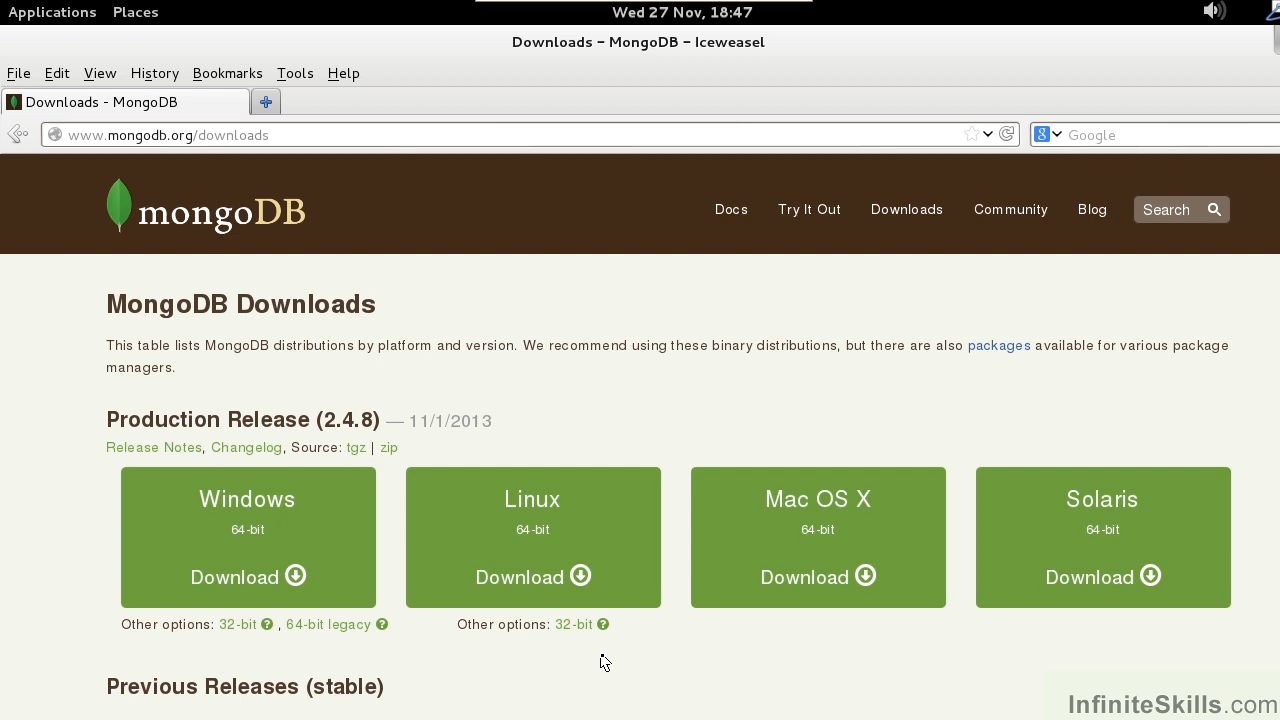 Applications Places Wed 27 Nov, 18:47
Downloads - MongoDB - Iceweasel
File Edit View History Bookmarks Tools Help
Downloads - MongoDB
www.mongodb.org/downloads Google
mongoDB Docs Try It Out Downloads Community Blog Search
MongoDB Downloads
This table lists MongoDB distributions by platform and version. We recommend using these binary distributions, but there are also packages available for various package
managers.
Production Release (2.4.8) — 11/1/2013
Release Notes, Changelog, Source: tgz | zip
Windows Linux Mac OS X Solaris
64-bit 64-bit 64-bit 64-bit
Download Download Download Download
Other options: 32-bit ? , 64-bit legacy ? Other options: 32-bit ?
Previous Releases (stable)
InfiniteSkills.com